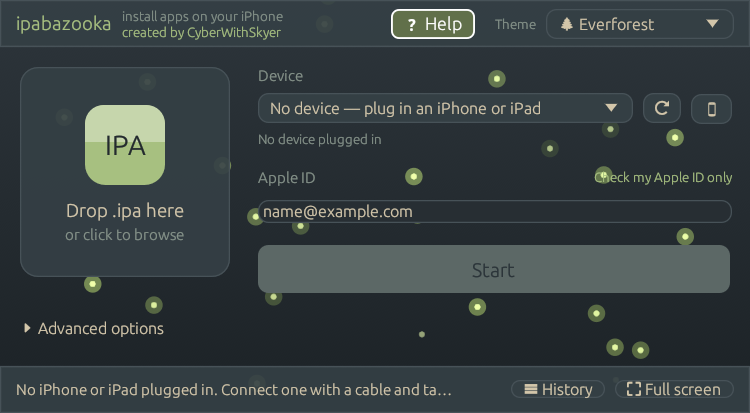 ipabazooka
install apps on your iPhone
created by CyberWithSkyer
? Help
Theme
Everforest
IPA
Drop .ipa here
or click to browse
Advanced options
Device
No device — plug in an iPhone or iPad
No device plugged in
Apple ID
Check my Apple ID only
name@example.com
Start
No iPhone or iPad plugged in. Connect one with a cable and ta…
History
Full screen